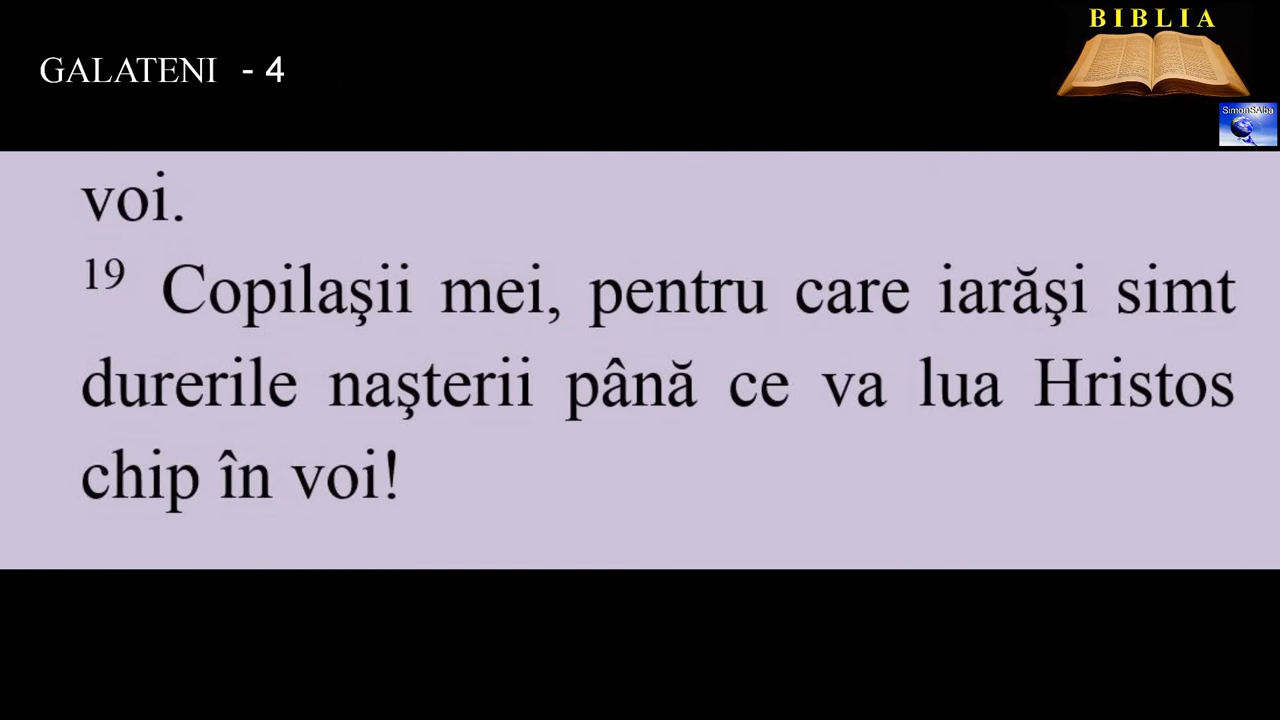 BIBLIA
GALATENI - 4
SimonSAlba
voi.
19 Copilaşii mei, pentru care iarăşi simt
durerile naşterii până ce va lua Hristos
chip în voi!